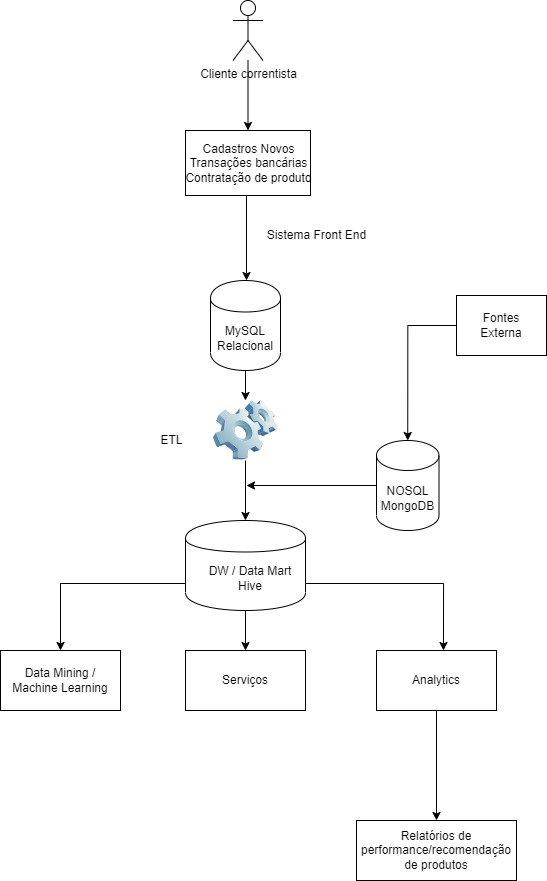 Cliente correntista
Cadastros Novos
Transações bancárias
Contratação de produto
Sistema Front End
MySQL
Relacional
Fontes
Externa
ETL
NOSQL
MongoDB
DW / Data Mart
Hive
Data Mining /
Machine Learning
Serviços
Analytics
Relatórios de
performance/recomendação
de produtos